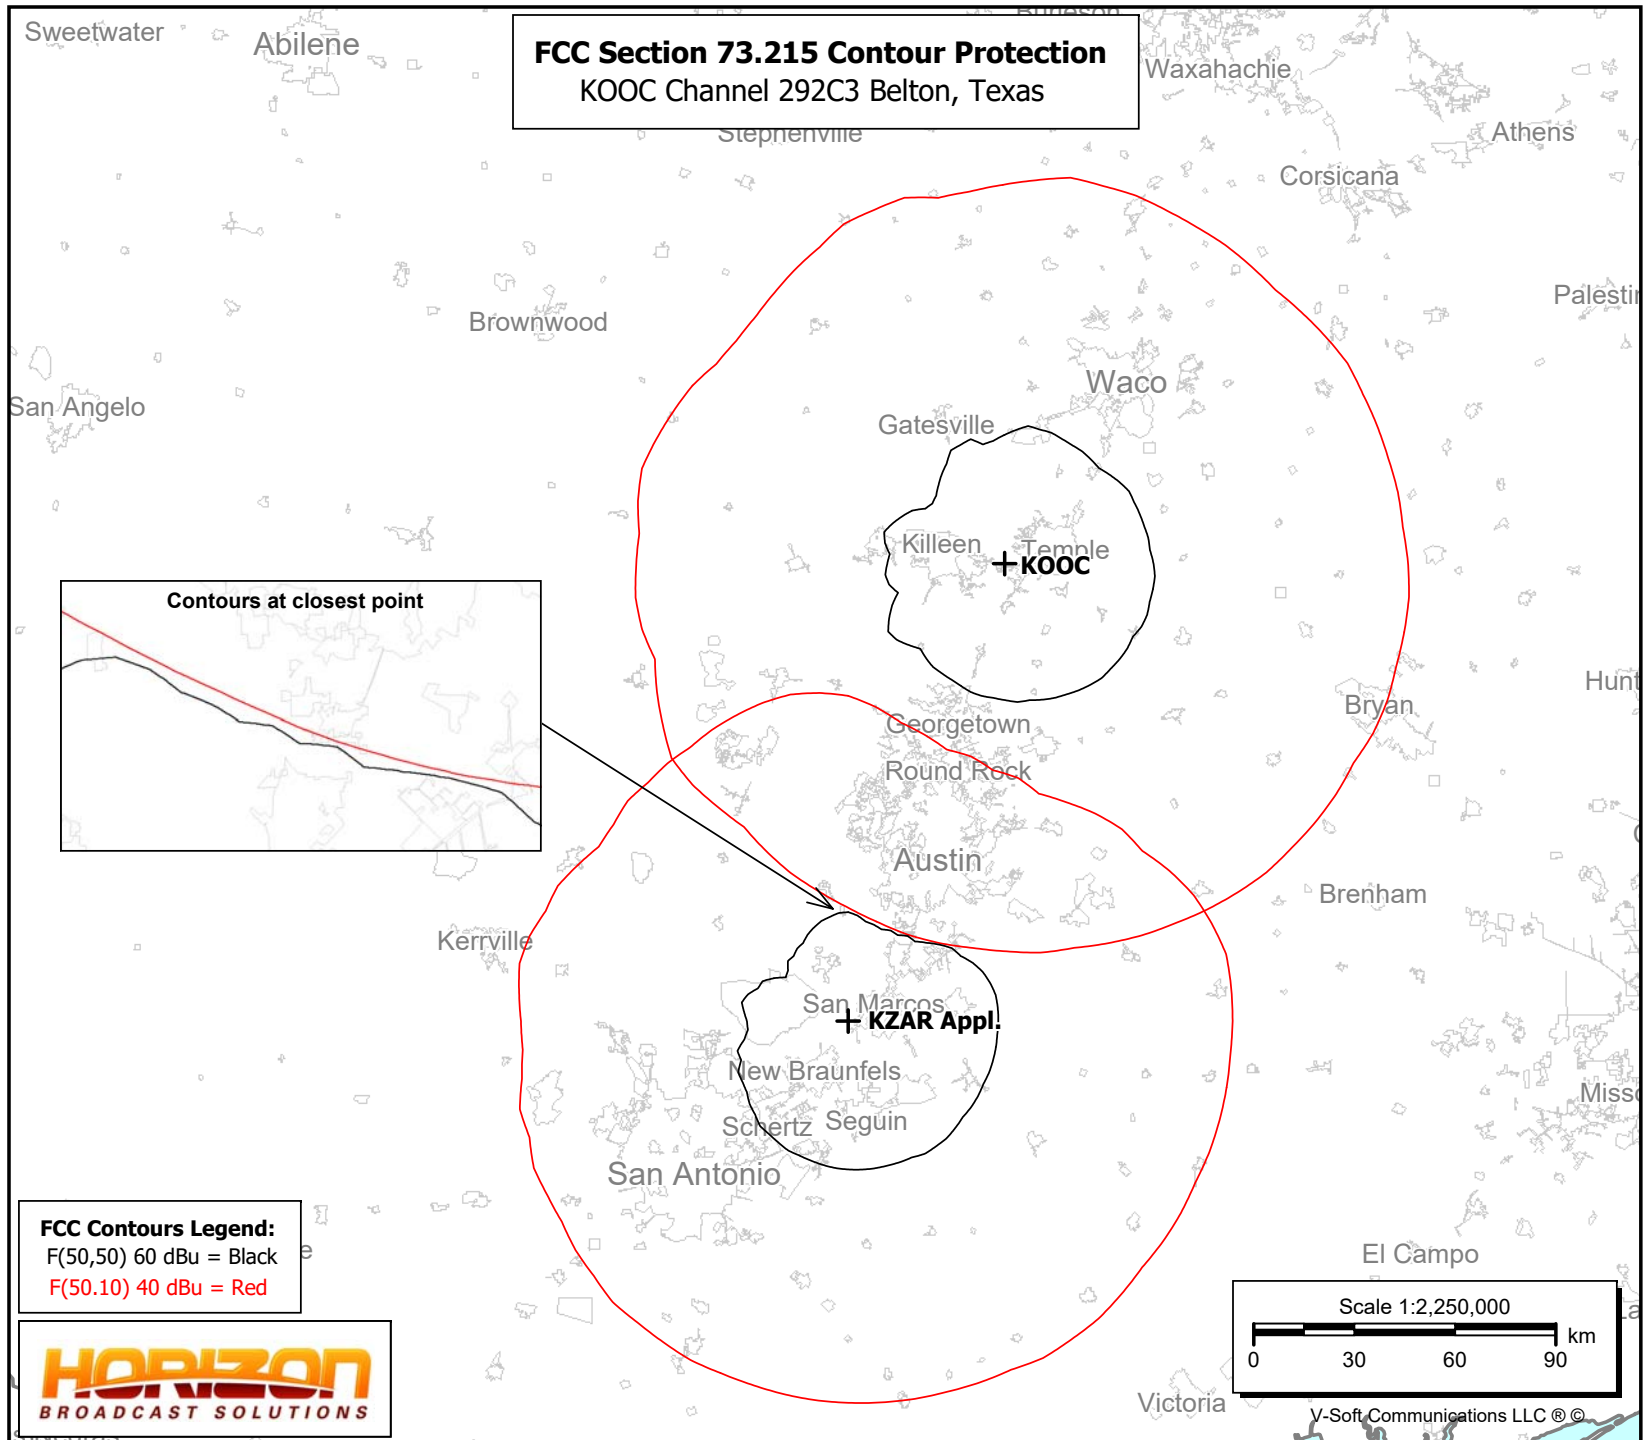 Sweetwater
Abilene
FCC Section 73.215 Contour Protection
KOOC Channel 292C3 Belton, Texas
Burleson
Waxahachie
Stephenville
Athens
Corsicana
Palestin
Brownwood
Waco
San Angelo
Gatesville
Killeen
Temple
KOOC
Contours at closest point
Hunt
Bryan
Georgetown
Round Rock
Austin
Brenham
Kerrville
San Marcos
KZAR Appl.
New Braunfels
Misso
Schertz
Seguin
San Antonio
FCC Contours Legend:
F(50,50) 60 dBu = Black
F(50.10) 40 dBu = Red
e
El Campo
Scale 1:2,250,000
km
0 30 60 90
La
HORIZON
BROADCAST SOLUTIONS
Victoria
V-Soft Communications LLC ® ©